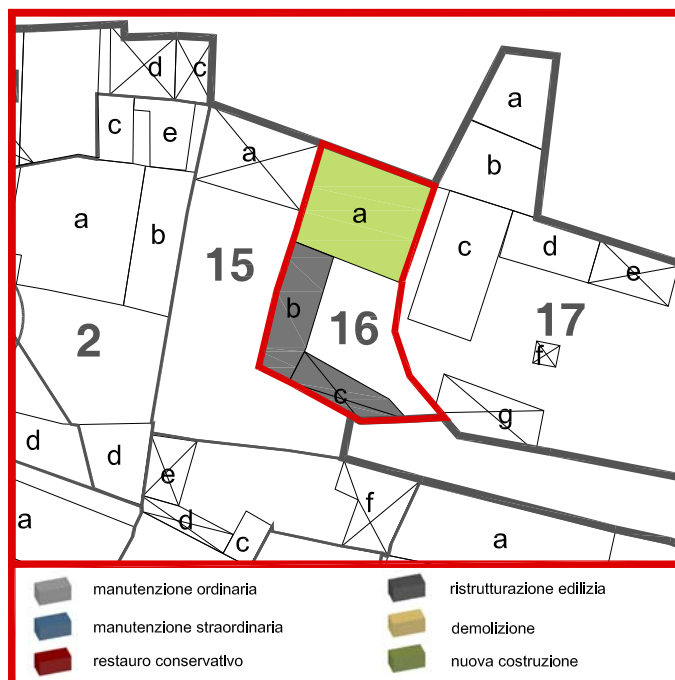 d c
a
c e
a b
a
a
b
c d e
15
b
16
17
2
f
c
g
d d
e
f
d
c
a
a
manutenzione ordinaria
ristrutturazione edilizia
manutenzione straordinaria
demolizione
restauro conservativo
nuova costruzione